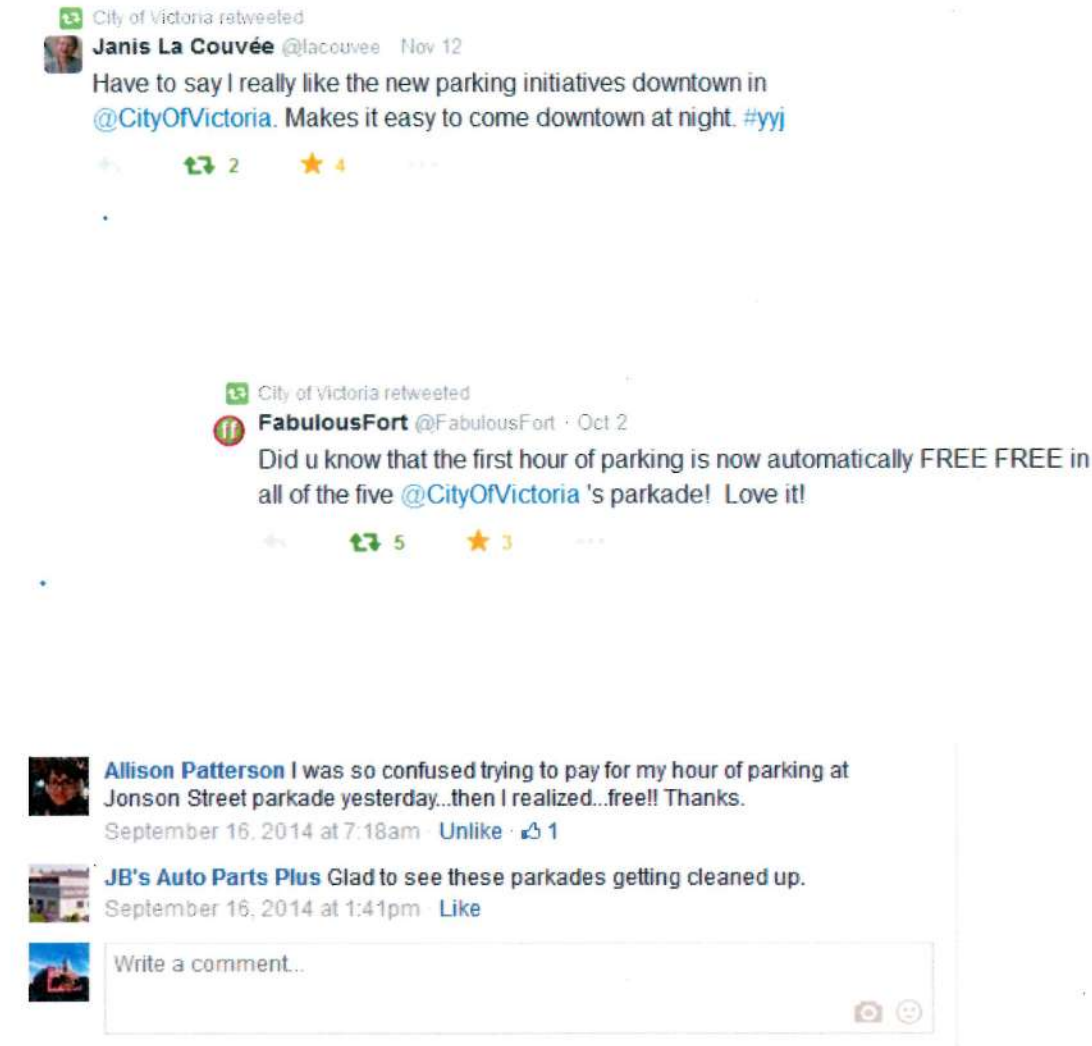 City of Victoria retweeted
Janis La Couvée @lacouvee Nov 12
Have to say I really like the new parking initiatives downtown in
@CityOfVictoria. Makes it easy to come downtown at night. #yyj
2 4
City of Victoria retweeted
ff FabulousFort @FabulousFort · Oct 2
Did u know that the first hour of parking is now automatically FREE FREE in
all of the five @CityOfVictoria 's parkade! Love it!
5 3
Allison Patterson I was so confused trying to pay for my hour of parking at
Jonson Street parkade yesterday...then I realized...free!! Thanks.
September 16, 2014 at 7:18am · Unlike · 1
JB's Auto Parts Plus Glad to see these parkades getting cleaned up.
September 16, 2014 at 1:41pm · Like
Write a comment...